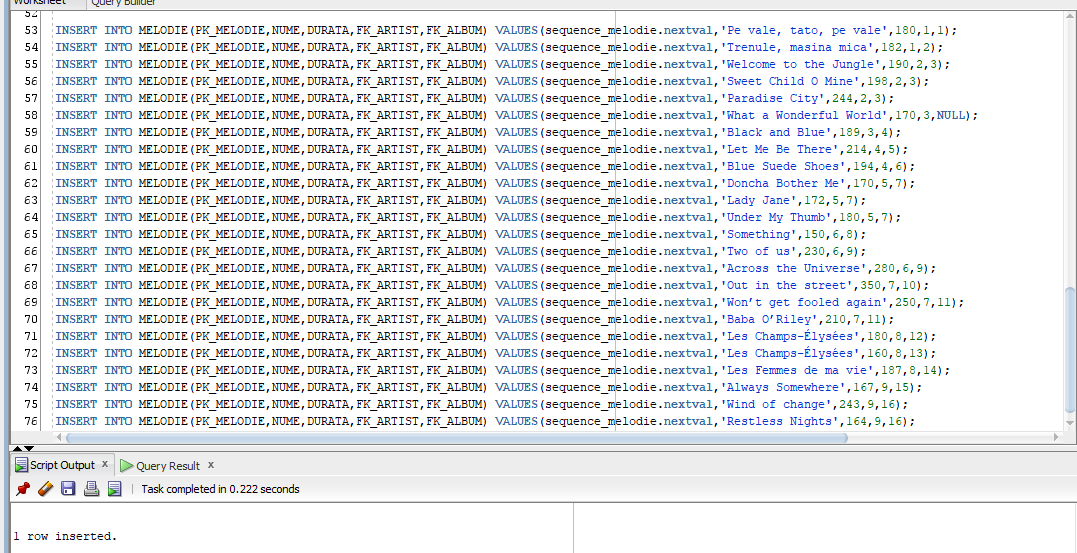 Worksheet Query Builder
52
53 INSERT INTO MELODIE(PK_MELODIE,NUME,DURATA,FK_ARTIST,FK_ALBUM) VALUES(sequence_melodie.nextval,'Pe vale, tato, pe vale',180,1,1);
54 INSERT INTO MELODIE(PK_MELODIE,NUME,DURATA,FK_ARTIST,FK_ALBUM) VALUES(sequence_melodie.nextval,'Trenule, masina mica',182,1,2);
55 INSERT INTO MELODIE(PK_MELODIE,NUME,DURATA,FK_ARTIST,FK_ALBUM) VALUES(sequence_melodie.nextval,'Welcome to the Jungle',190,2,3);
56 INSERT INTO MELODIE(PK_MELODIE,NUME,DURATA,FK_ARTIST,FK_ALBUM) VALUES(sequence_melodie.nextval,'Sweet Child O Mine',198,2,3);
57 INSERT INTO MELODIE(PK_MELODIE,NUME,DURATA,FK_ARTIST,FK_ALBUM) VALUES(sequence_melodie.nextval,'Paradise City',244,2,3);
58 INSERT INTO MELODIE(PK_MELODIE,NUME,DURATA,FK_ARTIST,FK_ALBUM) VALUES(sequence_melodie.nextval,'What a Wonderful World',170,3,NULL);
59 INSERT INTO MELODIE(PK_MELODIE,NUME,DURATA,FK_ARTIST,FK_ALBUM) VALUES(sequence_melodie.nextval,'Black and Blue',189,3,4);
60 INSERT INTO MELODIE(PK_MELODIE,NUME,DURATA,FK_ARTIST,FK_ALBUM) VALUES(sequence_melodie.nextval,'Let Me Be There',214,4,5);
61 INSERT INTO MELODIE(PK_MELODIE,NUME,DURATA,FK_ARTIST,FK_ALBUM) VALUES(sequence_melodie.nextval,'Blue Suede Shoes',194,4,6);
62 INSERT INTO MELODIE(PK_MELODIE,NUME,DURATA,FK_ARTIST,FK_ALBUM) VALUES(sequence_melodie.nextval,'Doncha Bother Me',170,5,7);
63 INSERT INTO MELODIE(PK_MELODIE,NUME,DURATA,FK_ARTIST,FK_ALBUM) VALUES(sequence_melodie.nextval,'Lady Jane',172,5,7);
64 INSERT INTO MELODIE(PK_MELODIE,NUME,DURATA,FK_ARTIST,FK_ALBUM) VALUES(sequence_melodie.nextval,'Under My Thumb',180,5,7);
65 INSERT INTO MELODIE(PK_MELODIE,NUME,DURATA,FK_ARTIST,FK_ALBUM) VALUES(sequence_melodie.nextval,'Something',150,6,8);
66 INSERT INTO MELODIE(PK_MELODIE,NUME,DURATA,FK_ARTIST,FK_ALBUM) VALUES(sequence_melodie.nextval,'Two of us',230,6,9);
67 INSERT INTO MELODIE(PK_MELODIE,NUME,DURATA,FK_ARTIST,FK_ALBUM) VALUES(sequence_melodie.nextval,'Across the Universe',280,6,9);
68 INSERT INTO MELODIE(PK_MELODIE,NUME,DURATA,FK_ARTIST,FK_ALBUM) VALUES(sequence_melodie.nextval,'Out in the street',350,7,10);
69 INSERT INTO MELODIE(PK_MELODIE,NUME,DURATA,FK_ARTIST,FK_ALBUM) VALUES(sequence_melodie.nextval,'Won’t get fooled again',250,7,11);
70 INSERT INTO MELODIE(PK_MELODIE,NUME,DURATA,FK_ARTIST,FK_ALBUM) VALUES(sequence_melodie.nextval,'Baba O’Riley',210,7,11);
71 INSERT INTO MELODIE(PK_MELODIE,NUME,DURATA,FK_ARTIST,FK_ALBUM) VALUES(sequence_melodie.nextval,'Les Champs-Élysées',180,8,12);
72 INSERT INTO MELODIE(PK_MELODIE,NUME,DURATA,FK_ARTIST,FK_ALBUM) VALUES(sequence_melodie.nextval,'Les Champs-Élysées',160,8,13);
73 INSERT INTO MELODIE(PK_MELODIE,NUME,DURATA,FK_ARTIST,FK_ALBUM) VALUES(sequence_melodie.nextval,'Les Femmes de ma vie',187,8,14);
74 INSERT INTO MELODIE(PK_MELODIE,NUME,DURATA,FK_ARTIST,FK_ALBUM) VALUES(sequence_melodie.nextval,'Always Somewhere',167,9,15);
75 INSERT INTO MELODIE(PK_MELODIE,NUME,DURATA,FK_ARTIST,FK_ALBUM) VALUES(sequence_melodie.nextval,'Wind of change',243,9,16);
76 INSERT INTO MELODIE(PK_MELODIE,NUME,DURATA,FK_ARTIST,FK_ALBUM) VALUES(sequence_melodie.nextval,'Restless Nights',164,9,16);
Script Output x Query Result x
Task completed in 0.222 seconds
1 row inserted.